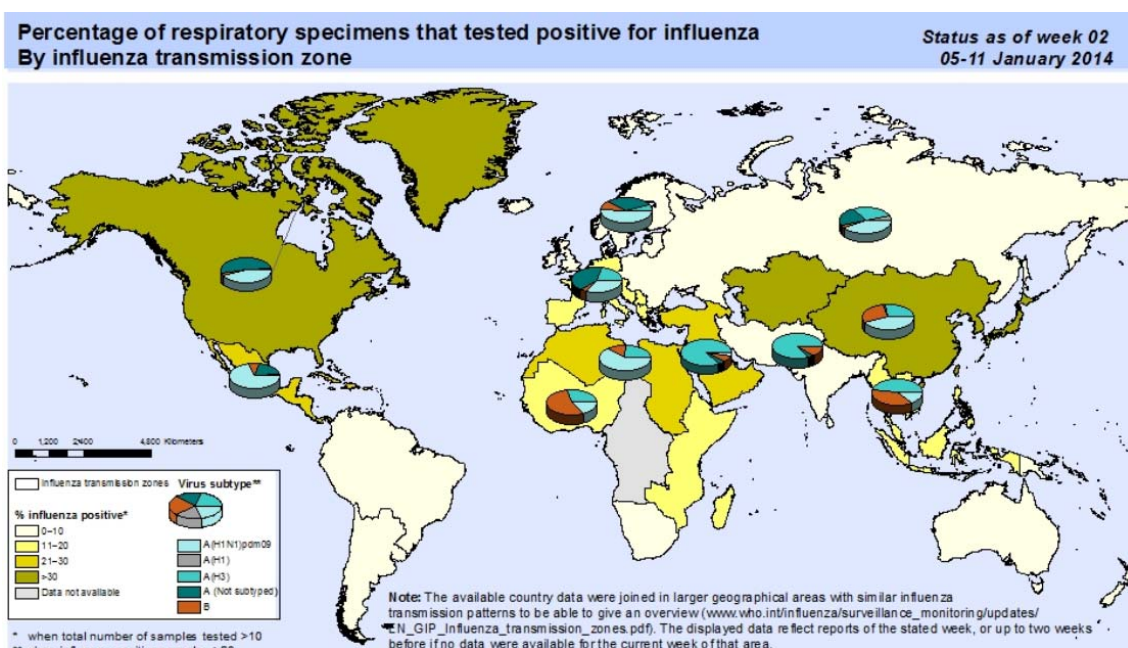 Percentage of respiratory specimens that tested positive for influenza
By influenza transmission zone
Status as of week 02
05-11 January 2014
0 1,200 2,400 4,800 Kilometers
Influenza transmission zones
% influenza positive*
0–10
11–20
21–30
>30
Data not available
Virus subtype**
A(H1N1)pdm09
A(H1)
A(H3)
A (Not subtyped)
B
Note: The available country data were joined in larger geographical areas with similar influenza
transmission patterns to be able to give an overview (www.who.int/influenza/surveillance_monitoring/updates/
EN_GIP_Influenza_transmission_zones.pdf). The displayed data reflect reports of the stated week, or up to two weeks
before if no data were available for the current week of that area.
* when total number of samples tested >10